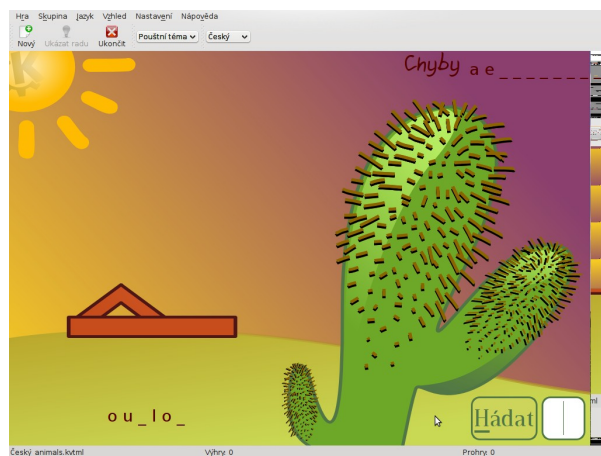 Hra Skupina Jazyk Vzhled Nastavení Nápověda
Nový Ukázat radu Ukončit Pouštní téma Český
Chyby a e _ _ _ _ _ _ _ _
o u _ l o _
Hádat
Český animals.kvtml Výhry: 0 Prohry: 0